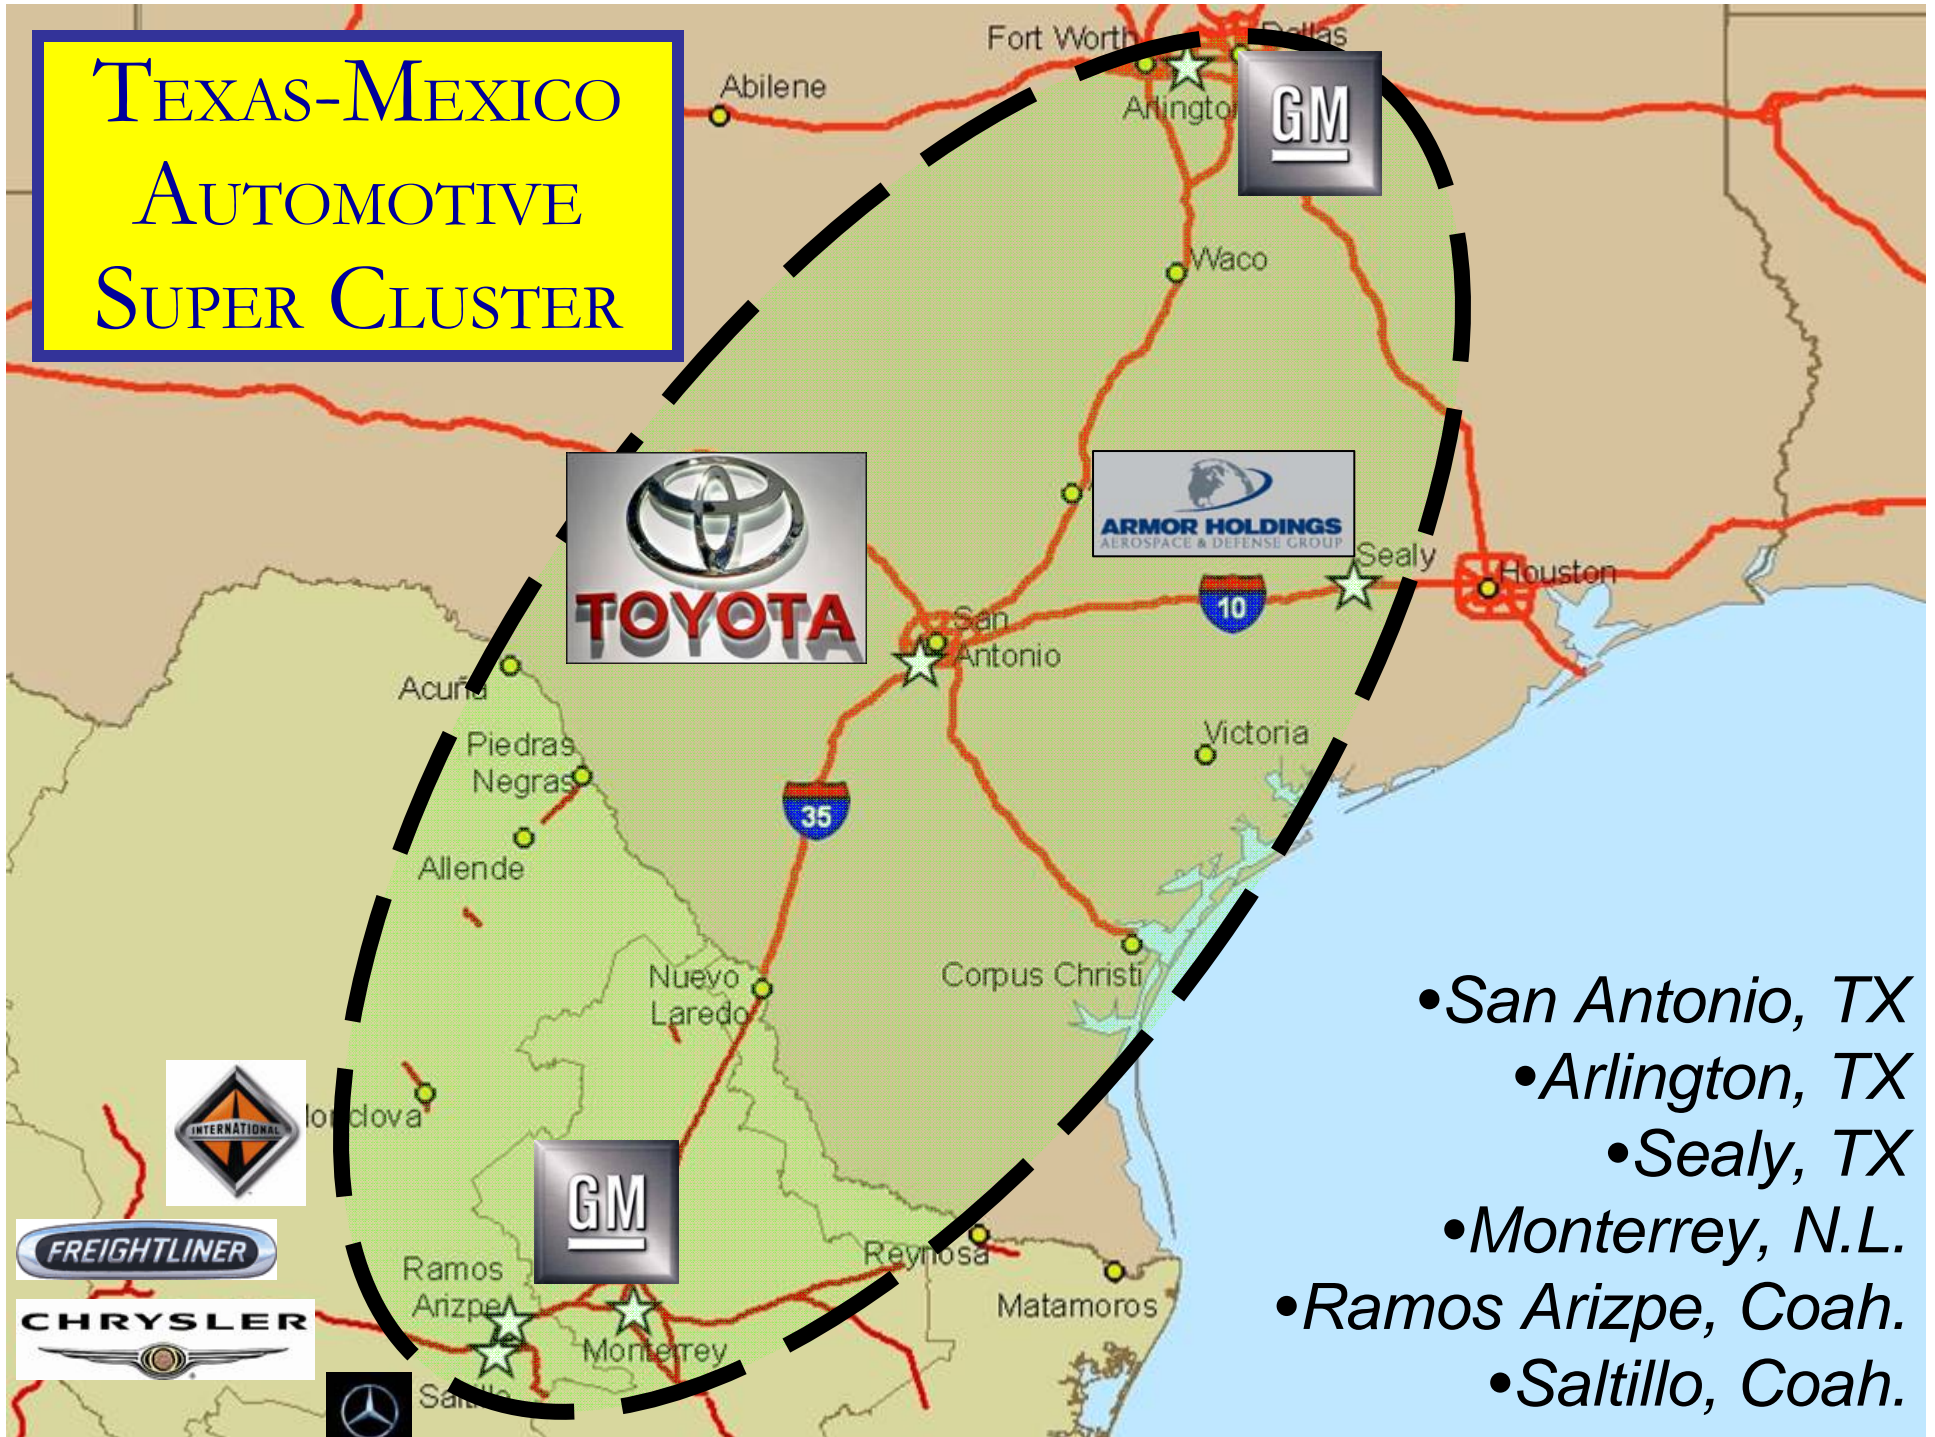 TEXAS-MEXICO
AUTOMOTIVE
SUPER CLUSTER
Fort Worth
Dallas
Abilene
Arlington
GM
Waco
TOYOTA
ARMOR HOLDINGS
AEROSPACE & DEFENSE GROUP
Sealy
Houston
10
San
Antonio
Acuña
Piedras
Negras
Victoria
35
Allende
Nuevo
Laredo
Corpus Christi
•San Antonio, TX
•Arlington, TX
•Sealy, TX
•Monterrey, N.L.
•Ramos Arizpe, Coah.
•Saltillo, Coah.
INTERNATIONAL
onclova
GM
FREIGHTLINER
Ramos
Arizpe
Reynosa
Matamoros
CHRYSLER
Monterrey
Saltillo